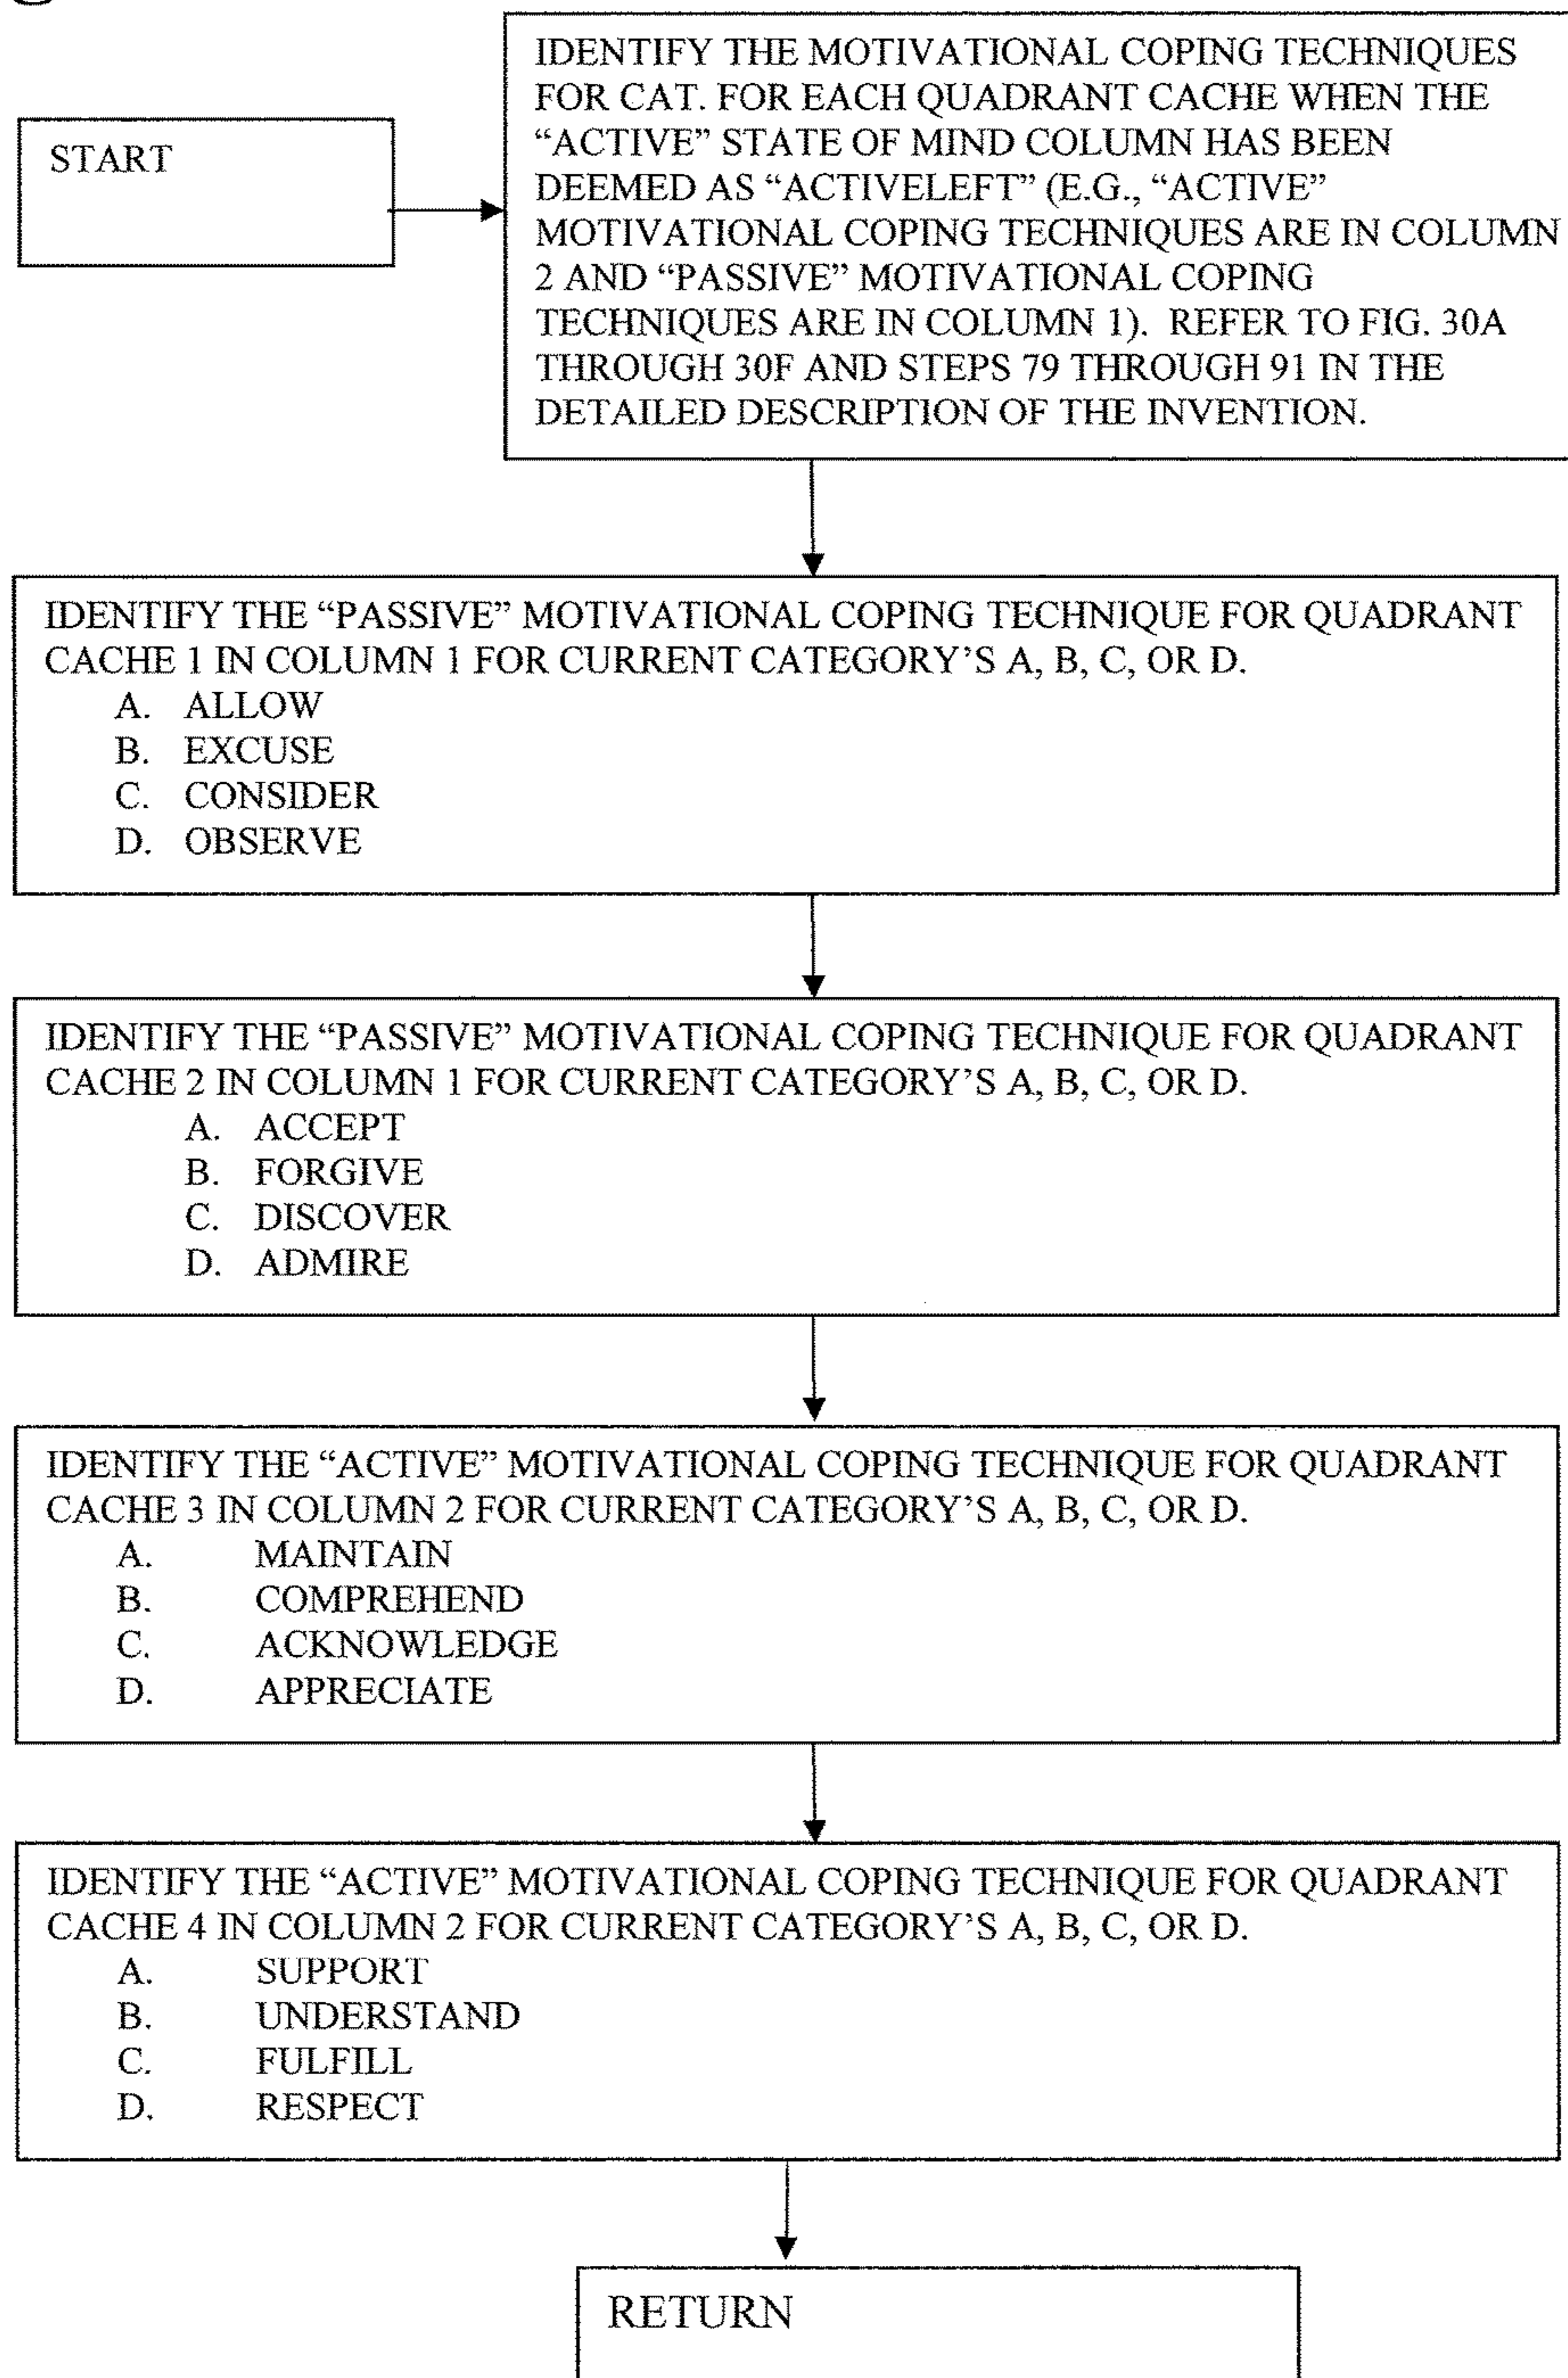 START
IDENTIFY THE MOTIVATIONAL COPING TECHNIQUES
FOR CAT. FOR EACH QUADRANT CACHE WHEN THE
“ACTIVE” STATE OF MIND COLUMN HAS BEEN
DEEMED AS “ACTIVELEFT” (E.G., “ACTIVE”
MOTIVATIONAL COPING TECHNIQUES ARE IN COLUMN
2 AND “PASSIVE” MOTIVATIONAL COPING
TECHNIQUES ARE IN COLUMN 1). REFER TO FIG. 30A
THROUGH 30F AND STEPS 79 THROUGH 91 IN THE
DETAILED DESCRIPTION OF THE INVENTION.
IDENTIFY THE “PASSIVE” MOTIVATIONAL COPING TECHNIQUE FOR QUADRANT
CACHE 1 IN COLUMN 1 FOR CURRENT CATEGORY’S A, B, C, OR D.
A. ALLOW
B. EXCUSE
C. CONSIDER
D. OBSERVE
IDENTIFY THE “PASSIVE” MOTIVATIONAL COPING TECHNIQUE FOR QUADRANT
CACHE 2 IN COLUMN 1 FOR CURRENT CATEGORY’S A, B, C, OR D.
A. ACCEPT
B. FORGIVE
C. DISCOVER
D. ADMIRE
IDENTIFY THE “ACTIVE” MOTIVATIONAL COPING TECHNIQUE FOR QUADRANT
CACHE 3 IN COLUMN 2 FOR CURRENT CATEGORY’S A, B, C, OR D.
A. MAINTAIN
B. COMPREHEND
C. ACKNOWLEDGE
D. APPRECIATE
IDENTIFY THE “ACTIVE” MOTIVATIONAL COPING TECHNIQUE FOR QUADRANT
CACHE 4 IN COLUMN 2 FOR CURRENT CATEGORY’S A, B, C, OR D.
A. SUPPORT
B. UNDERSTAND
C. FULFILL
D. RESPECT
RETURN